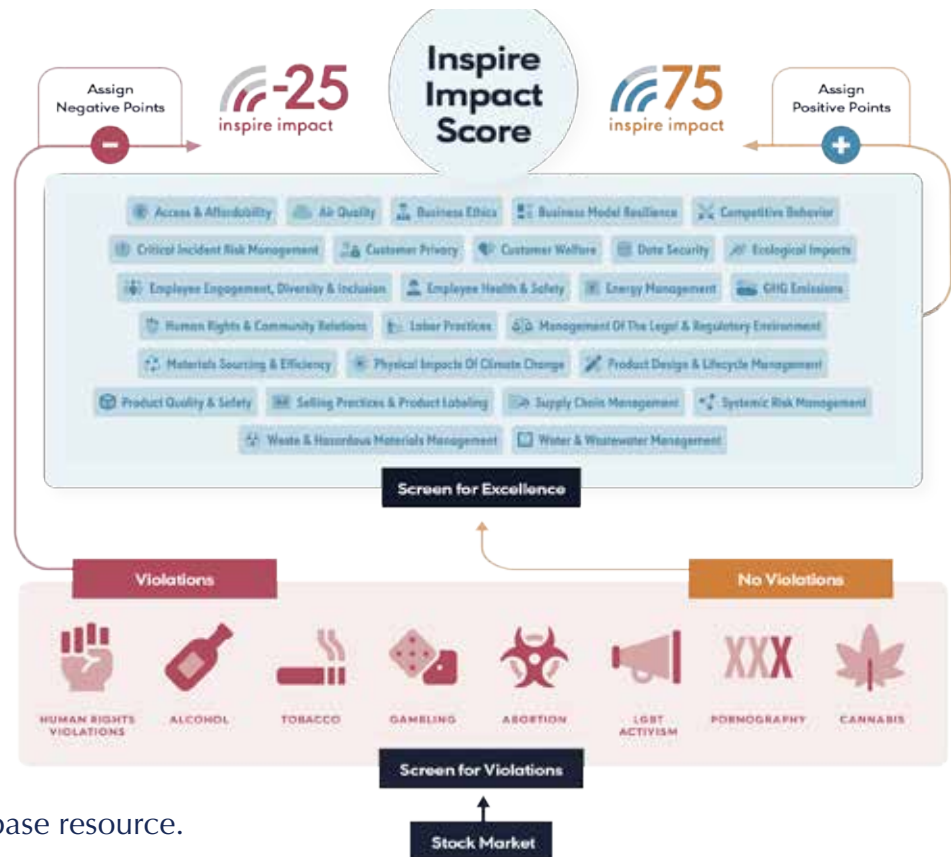 Inspire
Impact
Score
Assign
Negative Points
-25
inspire impact
75
inspire impact
Assign
Positive Points
Access & Affordability
Air Quality
Business Ethics
Business Model Resilience
Competitive Behavior
Critical Incident Risk Management
Customer Privacy
Customer Welfare
Data Security
Ecological Impacts
Employee Engagement, Diversity & Inclusion
Employee Health & Safety
Energy Management
GHG Emissions
Human Rights & Community Relations
Labor Practices
Management Of The Legal & Regulatory Environment
Materials Sourcing & Efficiency
Physical Impacts Of Climate Change
Product Design & Lifecycle Management
Product Quality & Safety
Selling Practices & Product Labeling
Supply Chain Management
Systemic Risk Management
Waste & Hazardous Materials Management
Water & Wastewater Management
Screen for Excellence
Violations
No Violations
XXX
HUMAN RIGHTS
VIOLATIONS
ALCOHOL
TOBACCO
GAMBLING
ABORTION
LGBT
ACTIVISM
PORNOGRAPHY
CANNABIS
Screen for Violations
base resource.
Stock Market